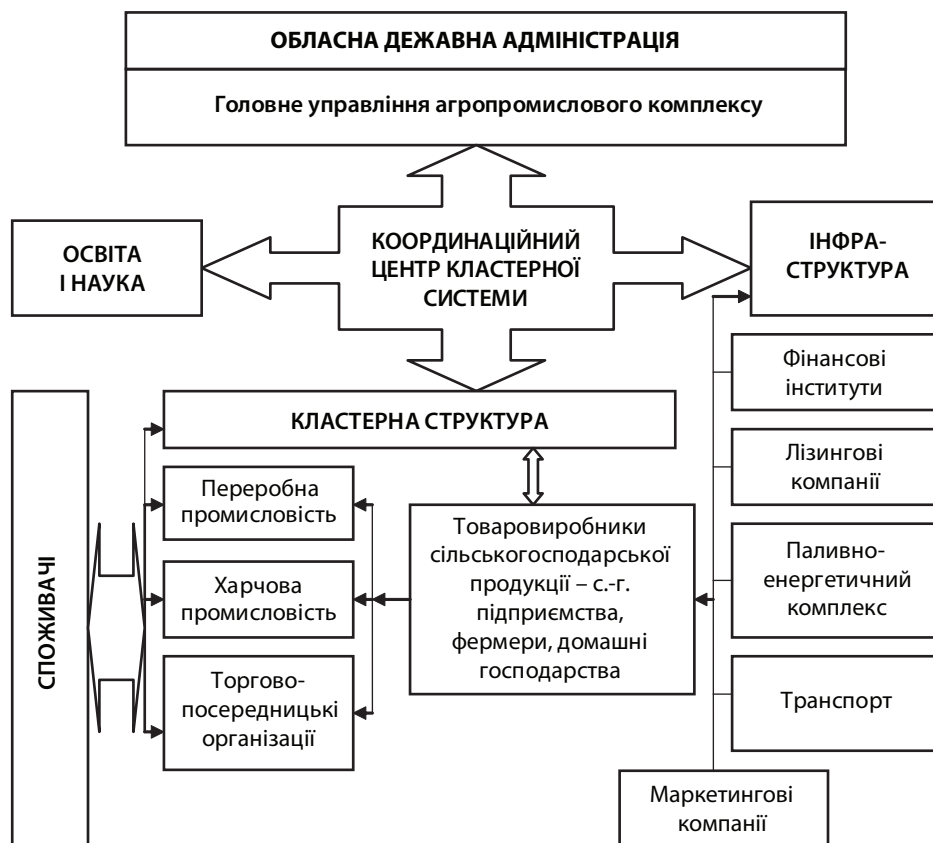 ОБЛАСНА ДЕЖАВНА АДМІНІСТРАЦІЯ
Головне управління агропромислового комплексу
ОСВІТА
І НАУКА
КООРДИНАЦІЙНИЙ
ЦЕНТР КЛАСТЕРНОЇ
СИСТЕМИ
ІНФРА-
СТРУКТУРА
Фінансові
інститути
Лізингові
компанії
Паливно-
енергетичний
комплекс
Транспорт
Маркетингові
компанії
КЛАСТЕРНА СТРУКТУРА
Переробна
промисловість
Харчова
промисловість
Торгово-
посередницькі
організації
Товаровиробники
сільськогосподарської
продукції – с.-г.
підприємства,
фермери, домашні
господарства
СПОЖИВАЧІ